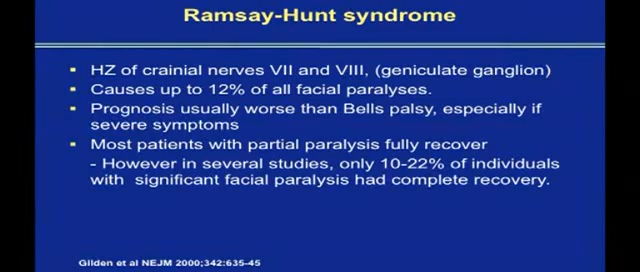 Ramsay-Hunt syndrome
HZ of crainial nerves VII and VIII, (geniculate ganglion)
Causes up to 12% of all facial paralyses.
Prognosis usually worse than Bells palsy, especially if
severe symptoms
Most patients with partial paralysis fully recover
- However in several studies, only 10-22% of individuals
with significant facial paralysis had complete recovery.
Gilden et al NEJM 2000;342:635-45